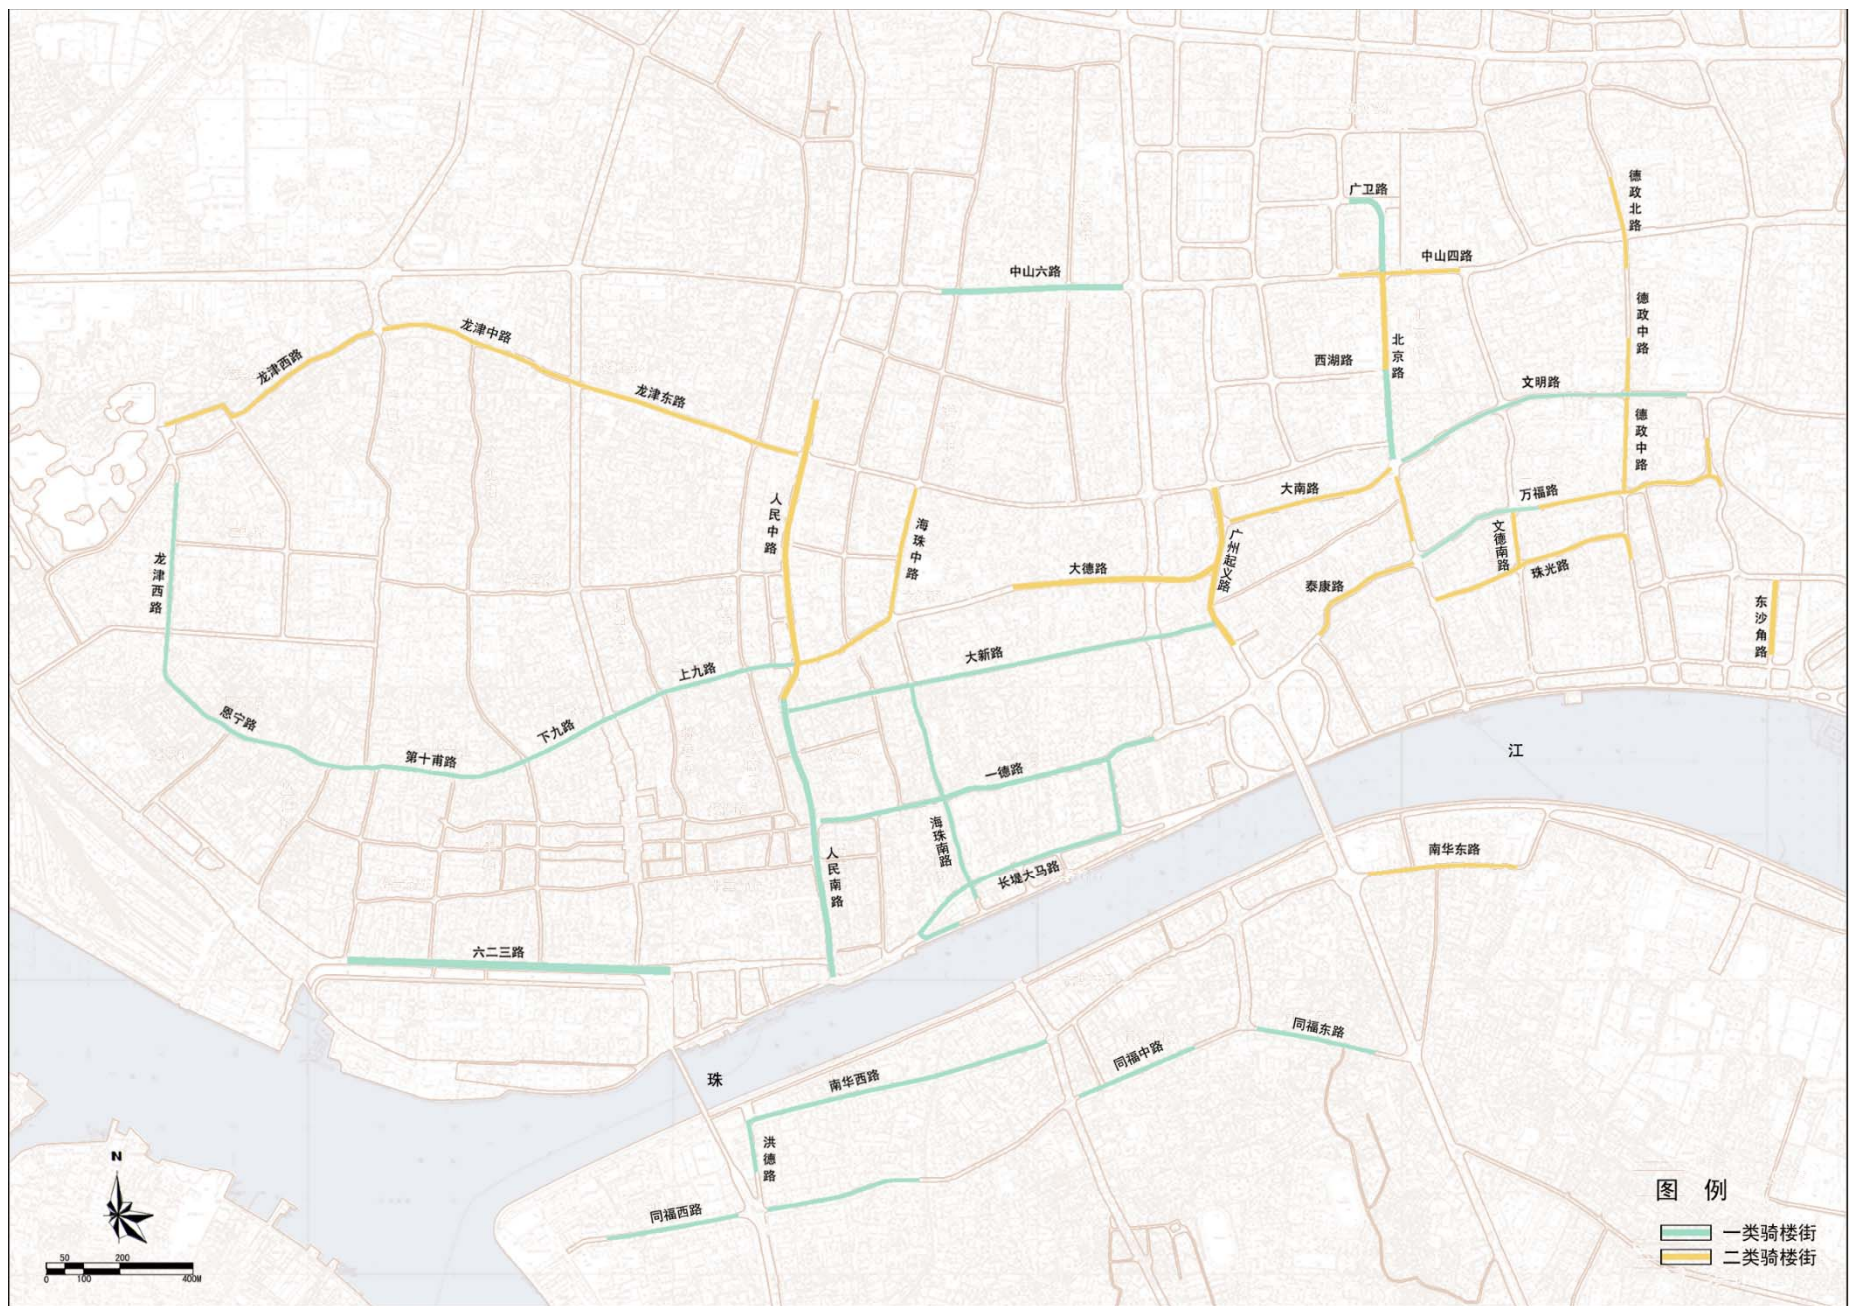 广卫路
德政北路
中山四路
中山六路
德政中路
龙津中路
北京路
西湖路
龙津西路
文明路
龙津东路
德政中路
大南路
万福路
人民中路
海珠中路
文德南路
广州起义路
龙津西路
大德路
珠光路
泰康路
东沙角路
大新路
上九路
恩宁路
下九路
江
第十甫路
一德路
海珠南路
南华东路
人民南路
长堤大马路
六二三路
同福东路
同福中路
珠
南华西路
洪德路
N
同福西路
图 例
一类骑楼街
二类骑楼街
50 200
0 100 400M